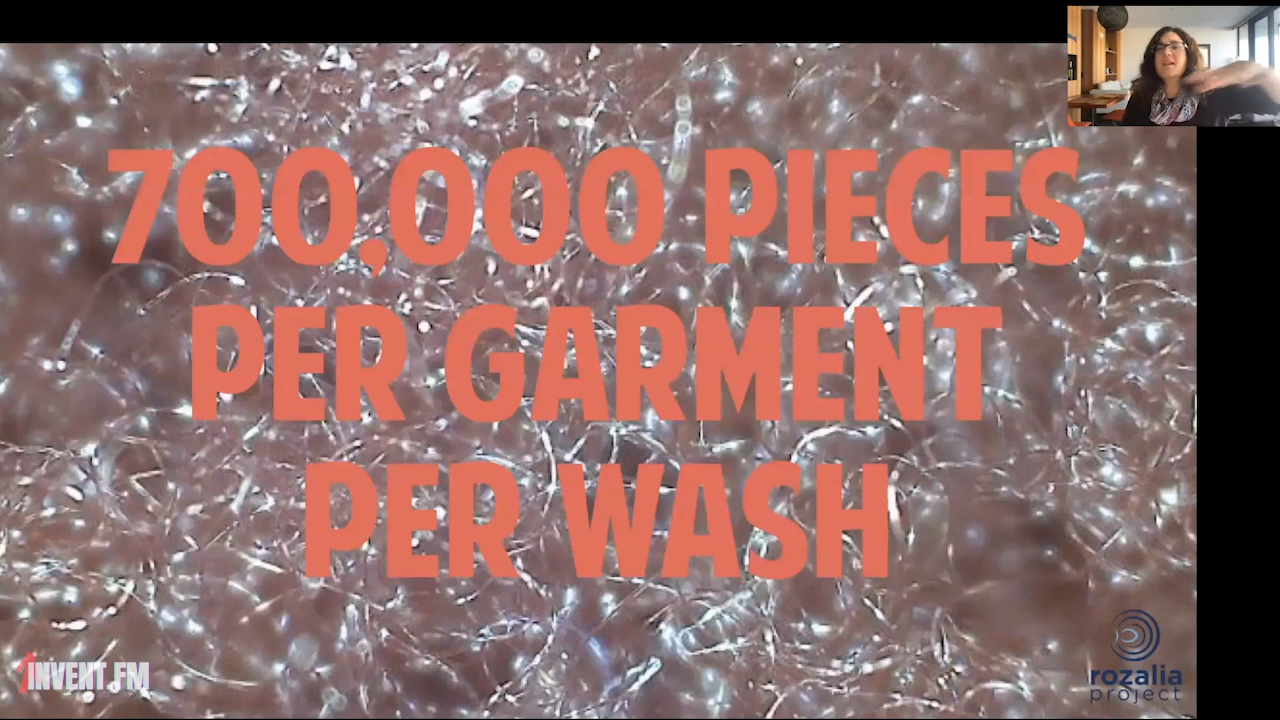 700,000 PIECES
PER GARMENT
PER WASH
INVENT.FM
rozalia
project